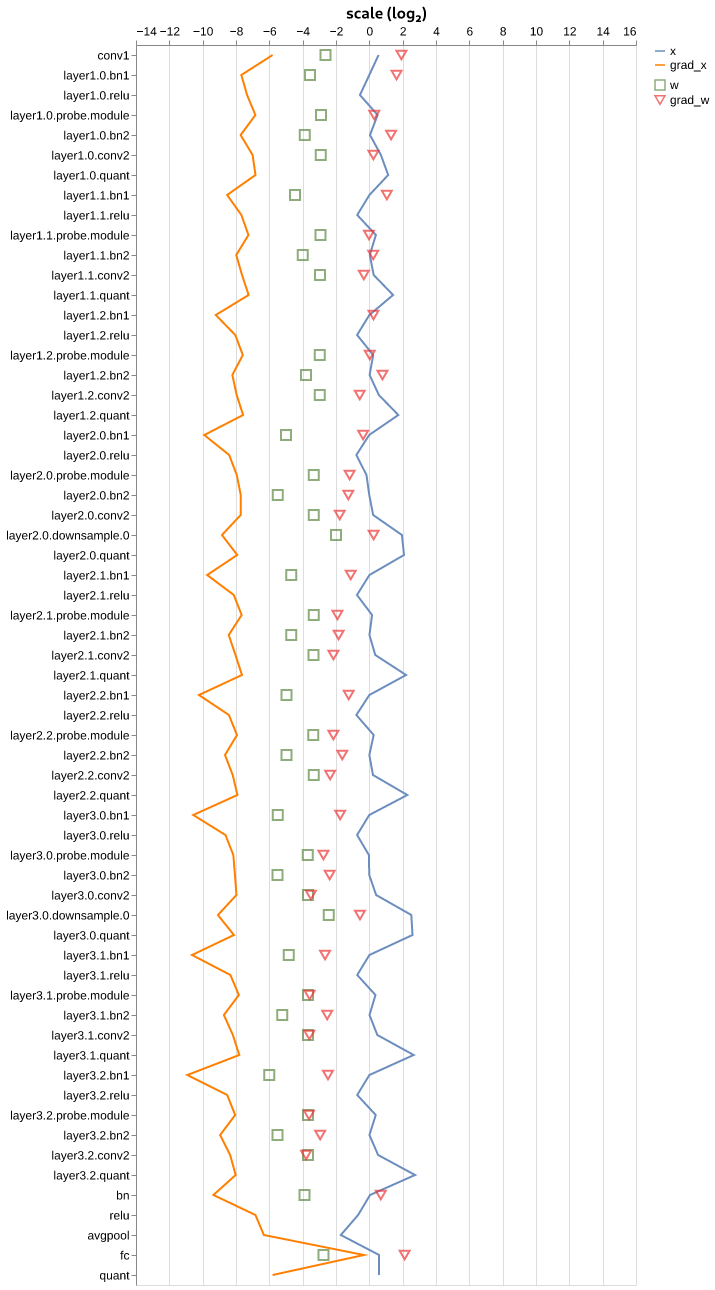 scale (log₂)
−14 −12 −10 −8 −6 −4 −2 0 2 4 6 8 10 12 14 16
x
grad_x
w
grad_w
conv1
layer1.0.bn1
layer1.0.relu
layer1.0.probe.module
layer1.0.bn2
layer1.0.conv2
layer1.0.quant
layer1.1.bn1
layer1.1.relu
layer1.1.probe.module
layer1.1.bn2
layer1.1.conv2
layer1.1.quant
layer1.2.bn1
layer1.2.relu
layer1.2.probe.module
layer1.2.bn2
layer1.2.conv2
layer1.2.quant
layer2.0.bn1
layer2.0.relu
layer2.0.probe.module
layer2.0.bn2
layer2.0.conv2
layer2.0.downsample.0
layer2.0.quant
layer2.1.bn1
layer2.1.relu
layer2.1.probe.module
layer2.1.bn2
layer2.1.conv2
layer2.1.quant
layer2.2.bn1
layer2.2.relu
layer2.2.probe.module
layer2.2.bn2
layer2.2.conv2
layer2.2.quant
layer3.0.bn1
layer3.0.relu
layer3.0.probe.module
layer3.0.bn2
layer3.0.conv2
layer3.0.downsample.0
layer3.0.quant
layer3.1.bn1
layer3.1.relu
layer3.1.probe.module
layer3.1.bn2
layer3.1.conv2
layer3.1.quant
layer3.2.bn1
layer3.2.relu
layer3.2.probe.module
layer3.2.bn2
layer3.2.conv2
layer3.2.quant
bn
relu
avgpool
fc
quant